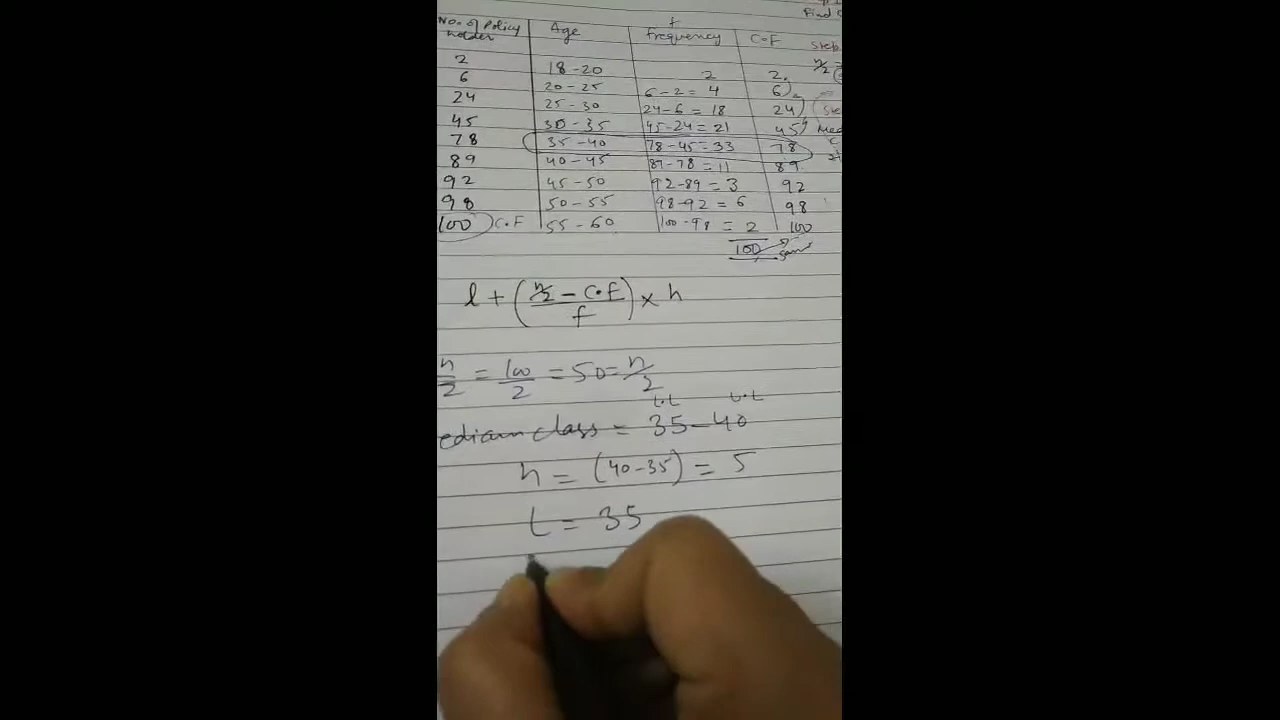 Find
No. of Policy holder Age f frequency C.F Step
n/2 =
2 18-20 2 2
6 20-25 6-2=4 6
24 25-30 24-6=18 24
45 30-35 45-24=21 45
78 35-40 78-45=33 78
89 40-45 89-78=11 89
92 45-50 92-89=3 92
98 50-55 98-92=6 98
100 C.F 55-60 100-98=2 100
100 same
l + (n/2 - C.F / f) × h
n/2 = 100/2 = 50 = n/2
l.l u.l
edian class = 35-40
h = (40-35) = 5
l = 35